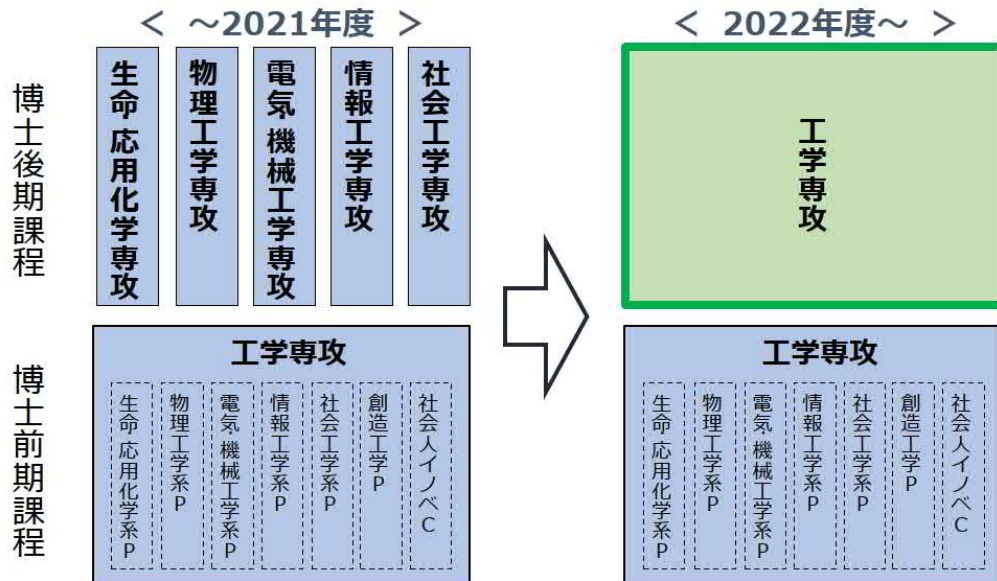 ＜ ～2021年度 ＞
博士後期課程
生命・応用化学専攻
物理工学専攻
電気・機械工学専攻
情報工学専攻
社会工学専攻
博士前期課程
工学専攻
生命・応用化学系P
物理工学系P
電気・機械工学系P
情報工学系P
社会工学系P
創造工学P
社会人イノベC
＜ 2022年度～ ＞
工学専攻
工学専攻
生命・応用化学系P
物理工学系P
電気・機械工学系P
情報工学系P
社会工学系P
創造工学P
社会人イノベC